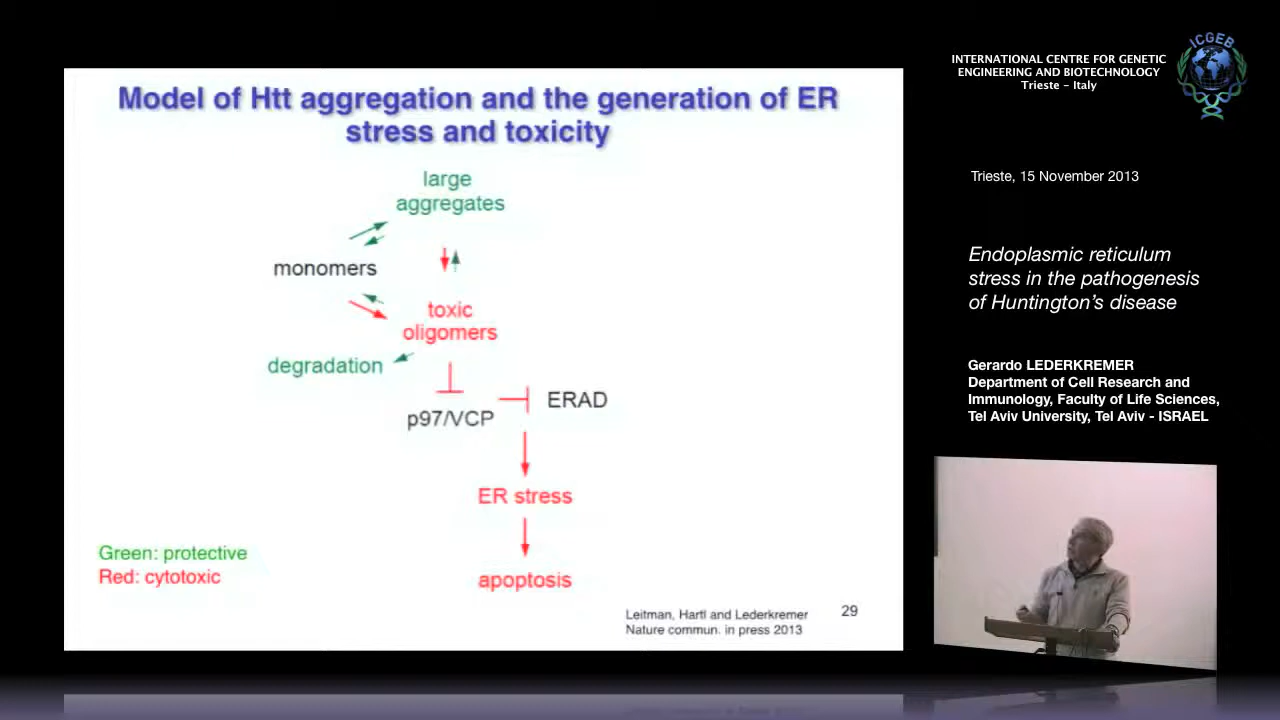 Model of Htt aggregation and the generation of ER
stress and toxicity
large
aggregates
monomers
toxic
oligomers
degradation
p97/VCP
ERAD
ER stress
apoptosis
Green: protective
Red: cytotoxic
Leitman, Hartl and Lederkremer
Nature commun. in press 2013
29
INTERNATIONAL CENTRE FOR GENETIC
ENGINEERING AND BIOTECHNOLOGY
Trieste - Italy
ICGEB
Trieste, 15 November 2013
Endoplasmic reticulum
stress in the pathogenesis
of Huntington's disease
Gerardo LEDERKREMER
Department of Cell Research and
Immunology, Faculty of Life Sciences,
Tel Aviv University, Tel Aviv - ISRAEL